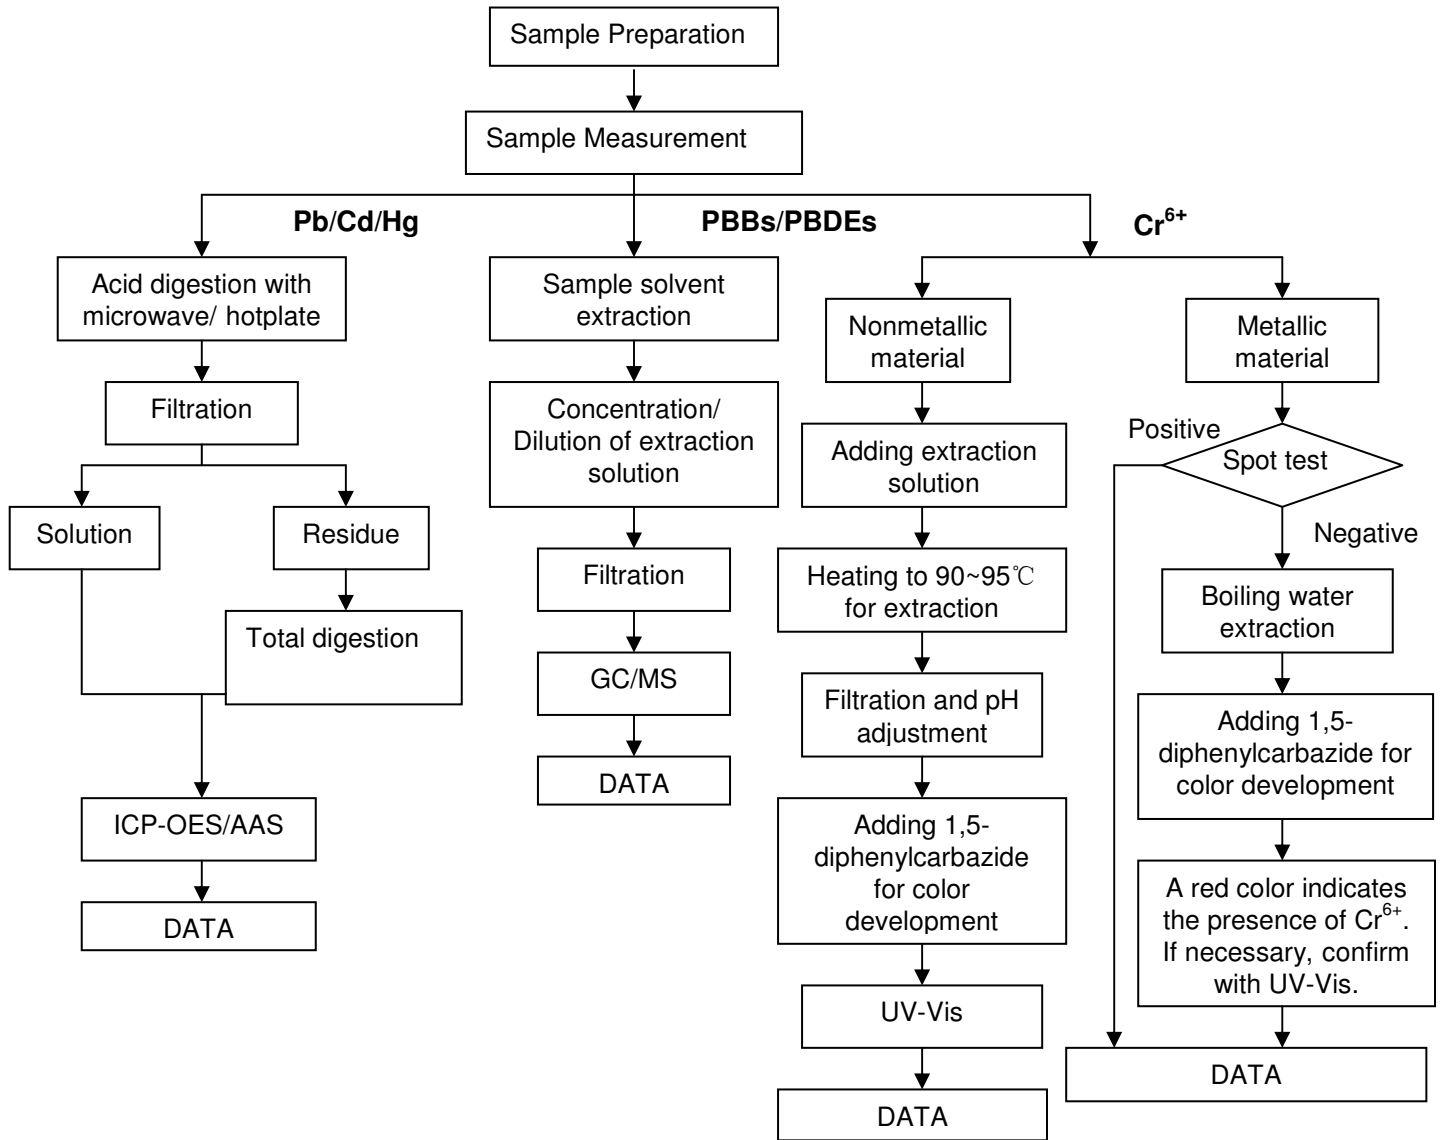 Sample Preparation
Sample Measurement
Pb/Cd/Hg
PBBs/PBDEs
Cr⁶⁺
Acid digestion with
microwave/ hotplate
Filtration
Solution
Residue
Total digestion
ICP-OES/AAS
DATA
Sample solvent
extraction
Concentration/
Dilution of extraction
solution
Filtration
GC/MS
DATA
Nonmetallic
material
Adding extraction
solution
Heating to 90~95℃
for extraction
Filtration and pH
adjustment
Adding 1,5-
diphenylcarbazide
for color
development
UV-Vis
DATA
Metallic
material
Positive
Spot test
Negative
Boiling water
extraction
Adding 1,5-
diphenylcarbazide for
color development
A red color indicates
the presence of Cr⁶⁺.
If necessary, confirm
with UV-Vis.
DATA